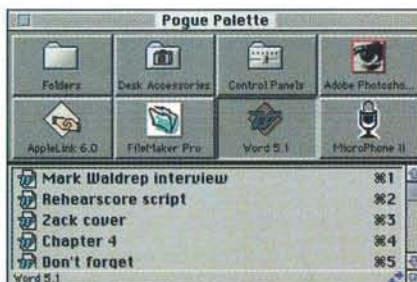 Pogue Palette
Folders Desk Accessories Control Panels Adobe Photosho...
AppleLink 6.0 FileMaker Pro Word 5.1 MicroPhone II
Mark Waldrep interview ⌘1
Rehearscore script ⌘2
Zack cover ⌘3
Chapter 4 ⌘4
Don't forget ⌘5
Word 5.1